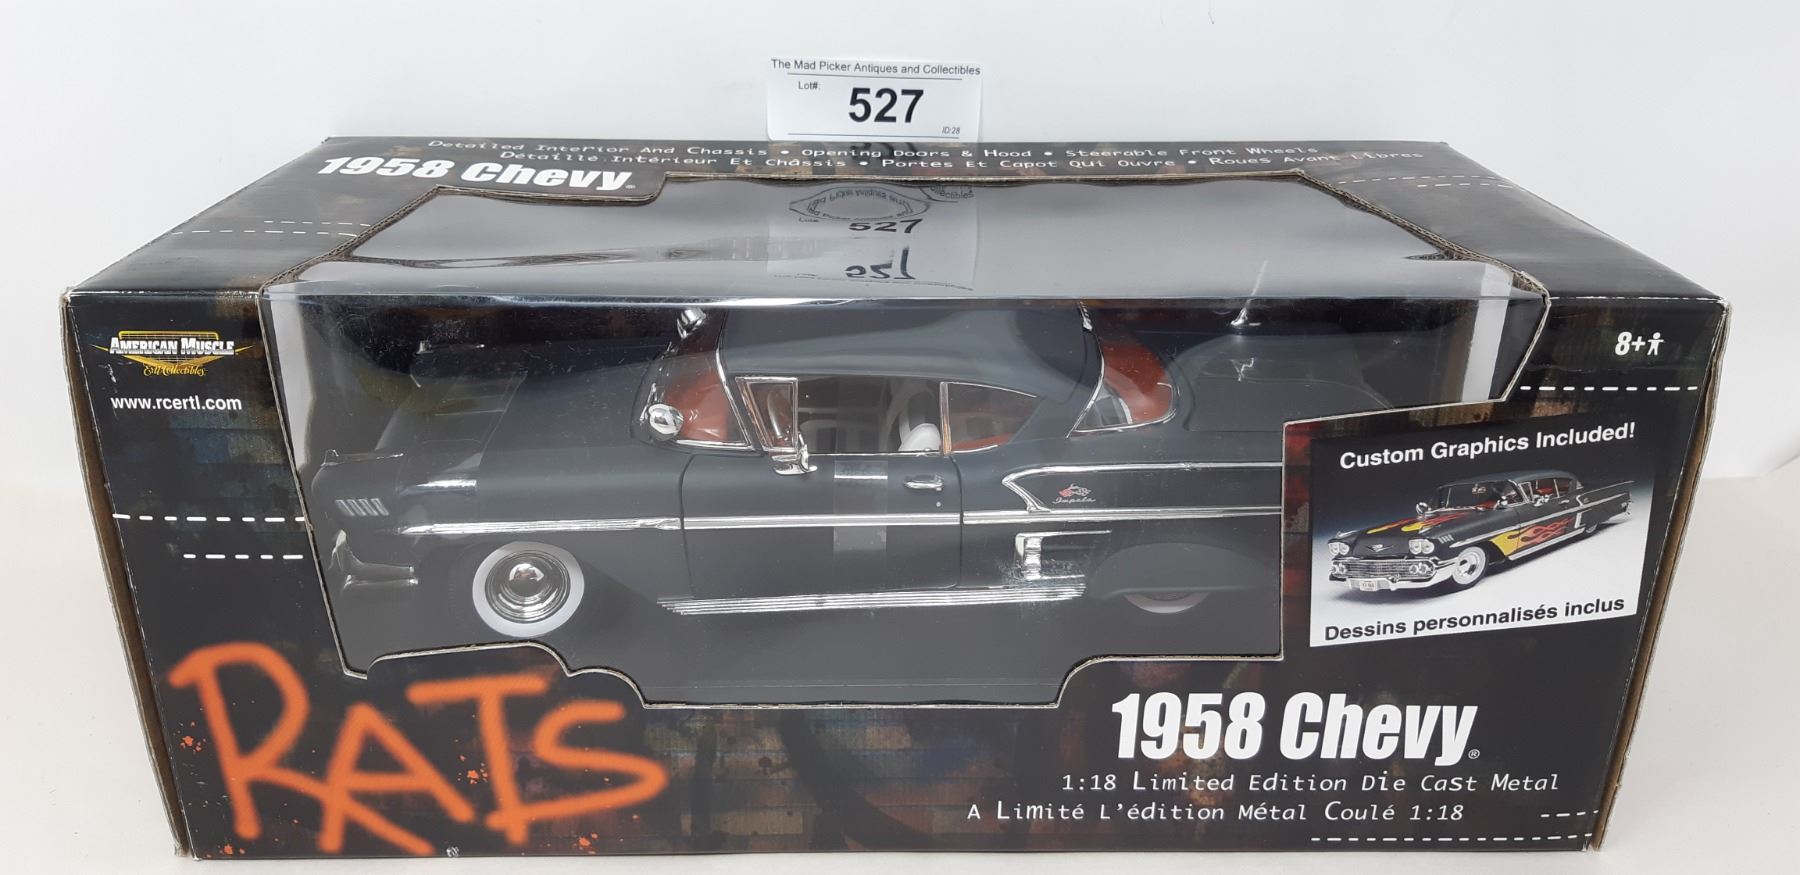 The Mad Picker Antiques and Collectibles
Lot#:
527
ID:28
Detailed Interior And Chassis • Opening Doors & Hood • Steerable Front Wheels
Détaillé Intérieur Et Châssis • Portes Et Capot Qui Ouvre • Roues Avant Libres
1958 Chevy®
527
527
American Muscle
Ertl Collectibles
www.rcertl.com
8+
Impala
Custom Graphics Included!
Dessins personnalisés inclus
RATS
1958 Chevy®
1:18 Limited Edition Die Cast Metal
A Limité L'édition Métal Coulé 1:18